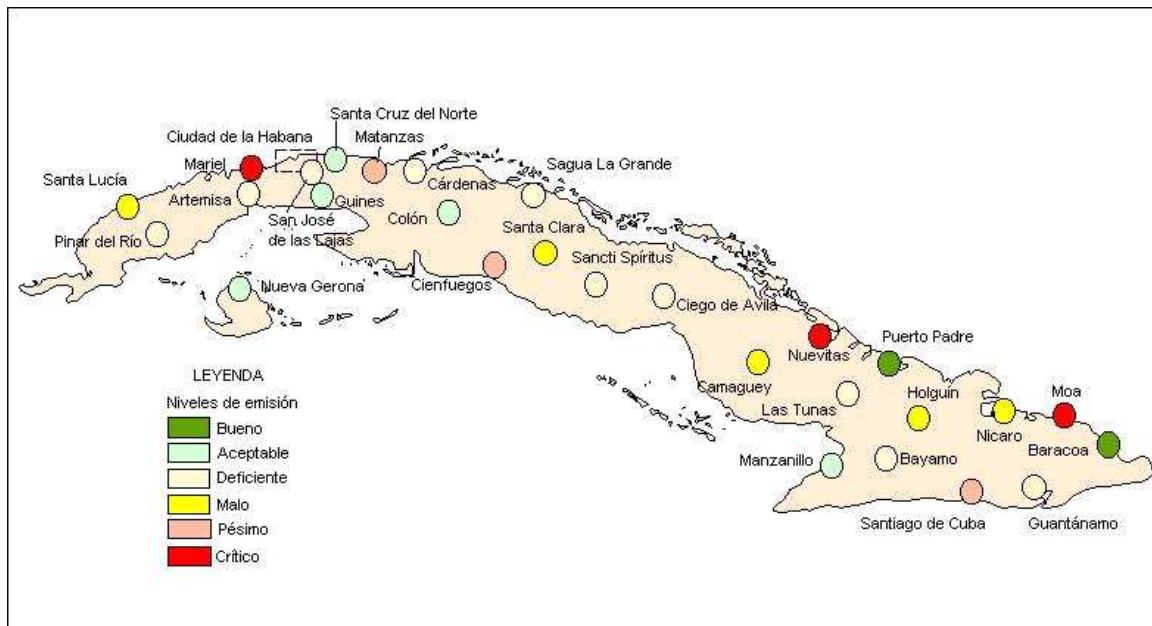 Santa Cruz del Norte
Ciudad de la Habana
Matanzas
Mariel
Sagua La Grande
Santa Lucía
Cárdenas
Artemisa
Guines
San José
de las Lajas
Colón
Santa Clara
Pinar del Río
Sancti Spíritus
Nueva Gerona
Cienfuegos
Ciego de Avila
Nuevitas
Puerto Padre
LEYENDA
Niveles de emisión
Bueno
Aceptable
Deficiente
Malo
Pésimo
Crítico
Camaguey
Las Tunas
Holguín
Moa
Nicaro
Baracoa
Manzanillo
Bayamo
Santiago de Cuba
Guantánamo